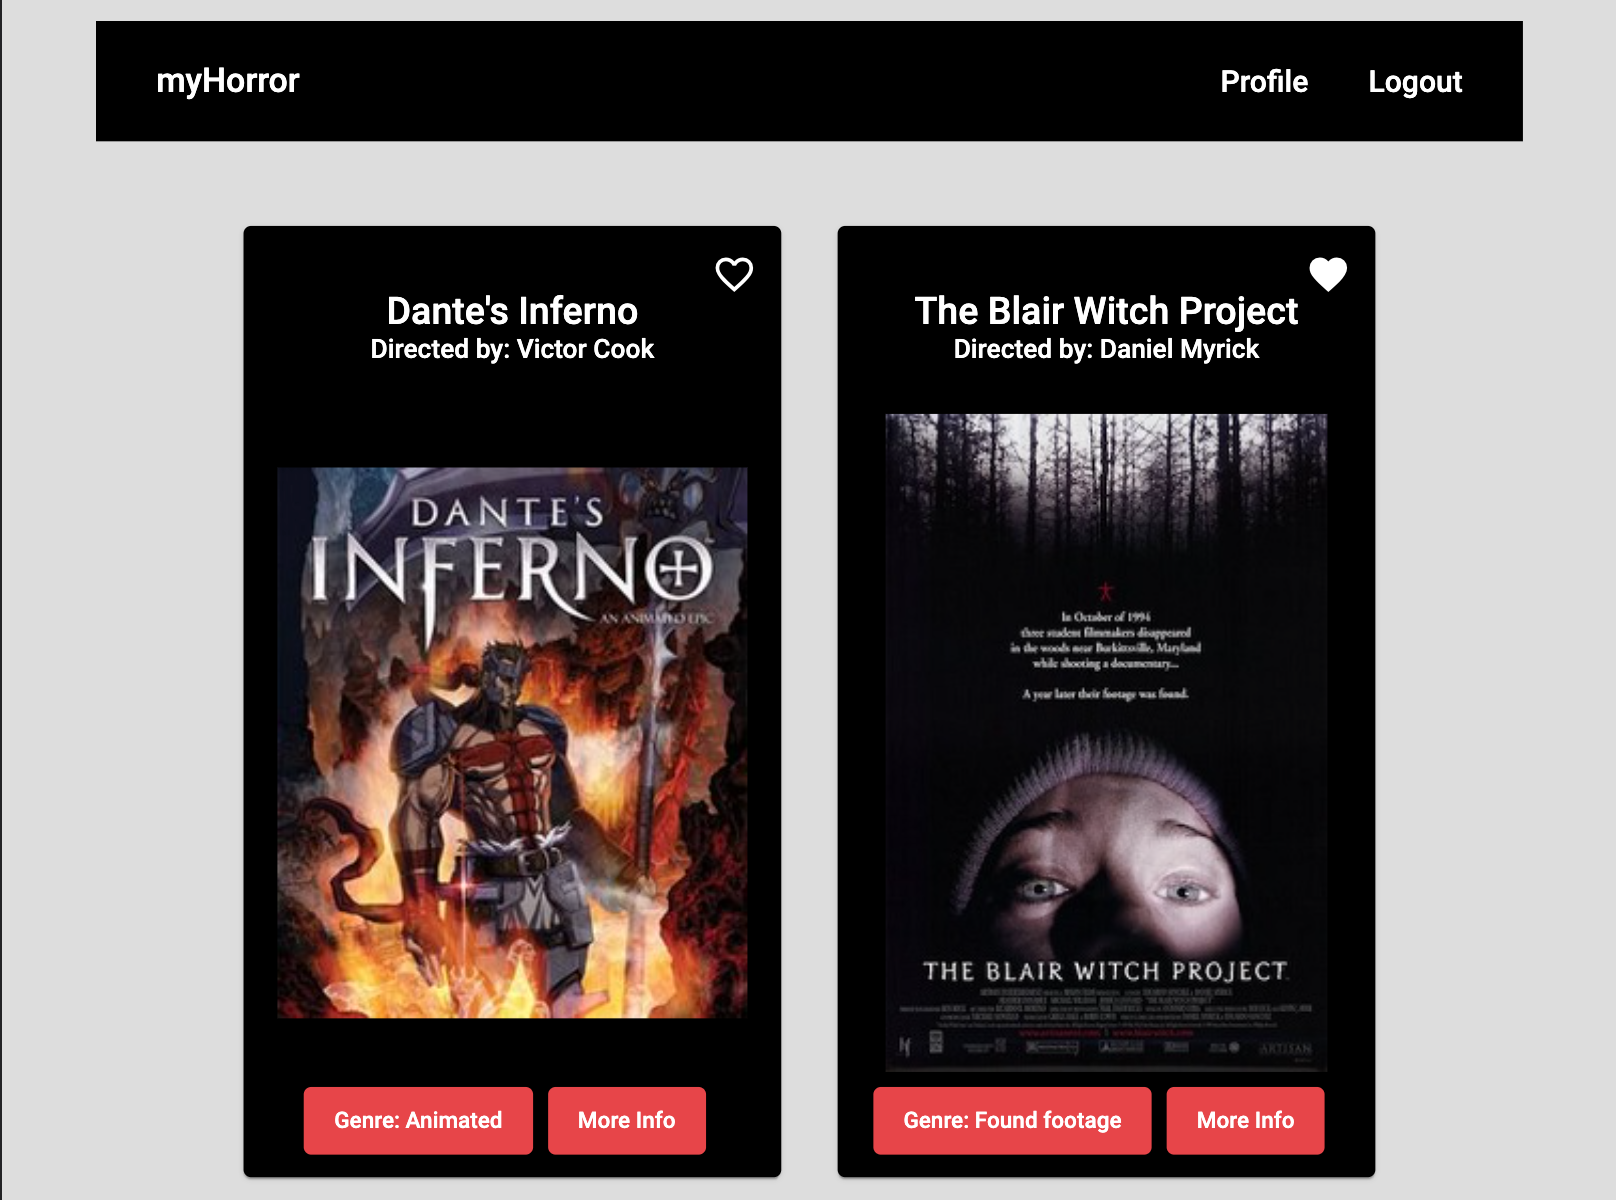 myHorror
Profile
Logout
Dante's Inferno
Directed by: Victor Cook
DANTE'S
INFERNO
AN ANIMATED EPIC
Genre: Animated
More Info
The Blair Witch Project
Directed by: Daniel Myrick
In October of 1994
three student filmmakers disappeared
in the woods near Burkittsville, Maryland
while shooting a documentary...
A year later their footage was found.
THE BLAIR WITCH PROJECT
ARTISAN
Genre: Found footage
More Info